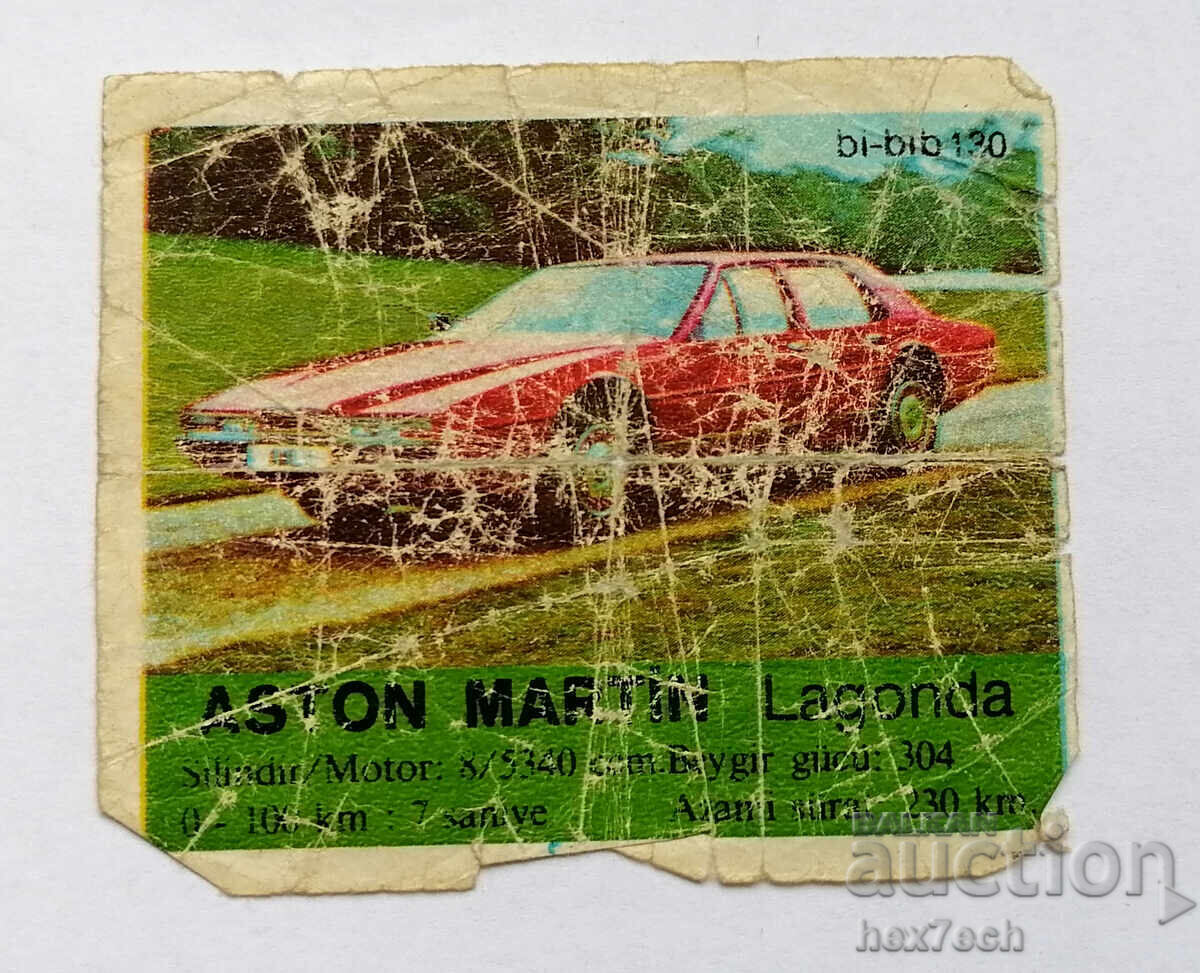 bi-bib 130
ASTON MARTİN Lagonda
Silindir/Motor: 8/5340 ccm. Beygir gücü: 304
0 - 100 km : 7 saniye Azami sürat: 230 km.
BALKAN
auction
hex7ech